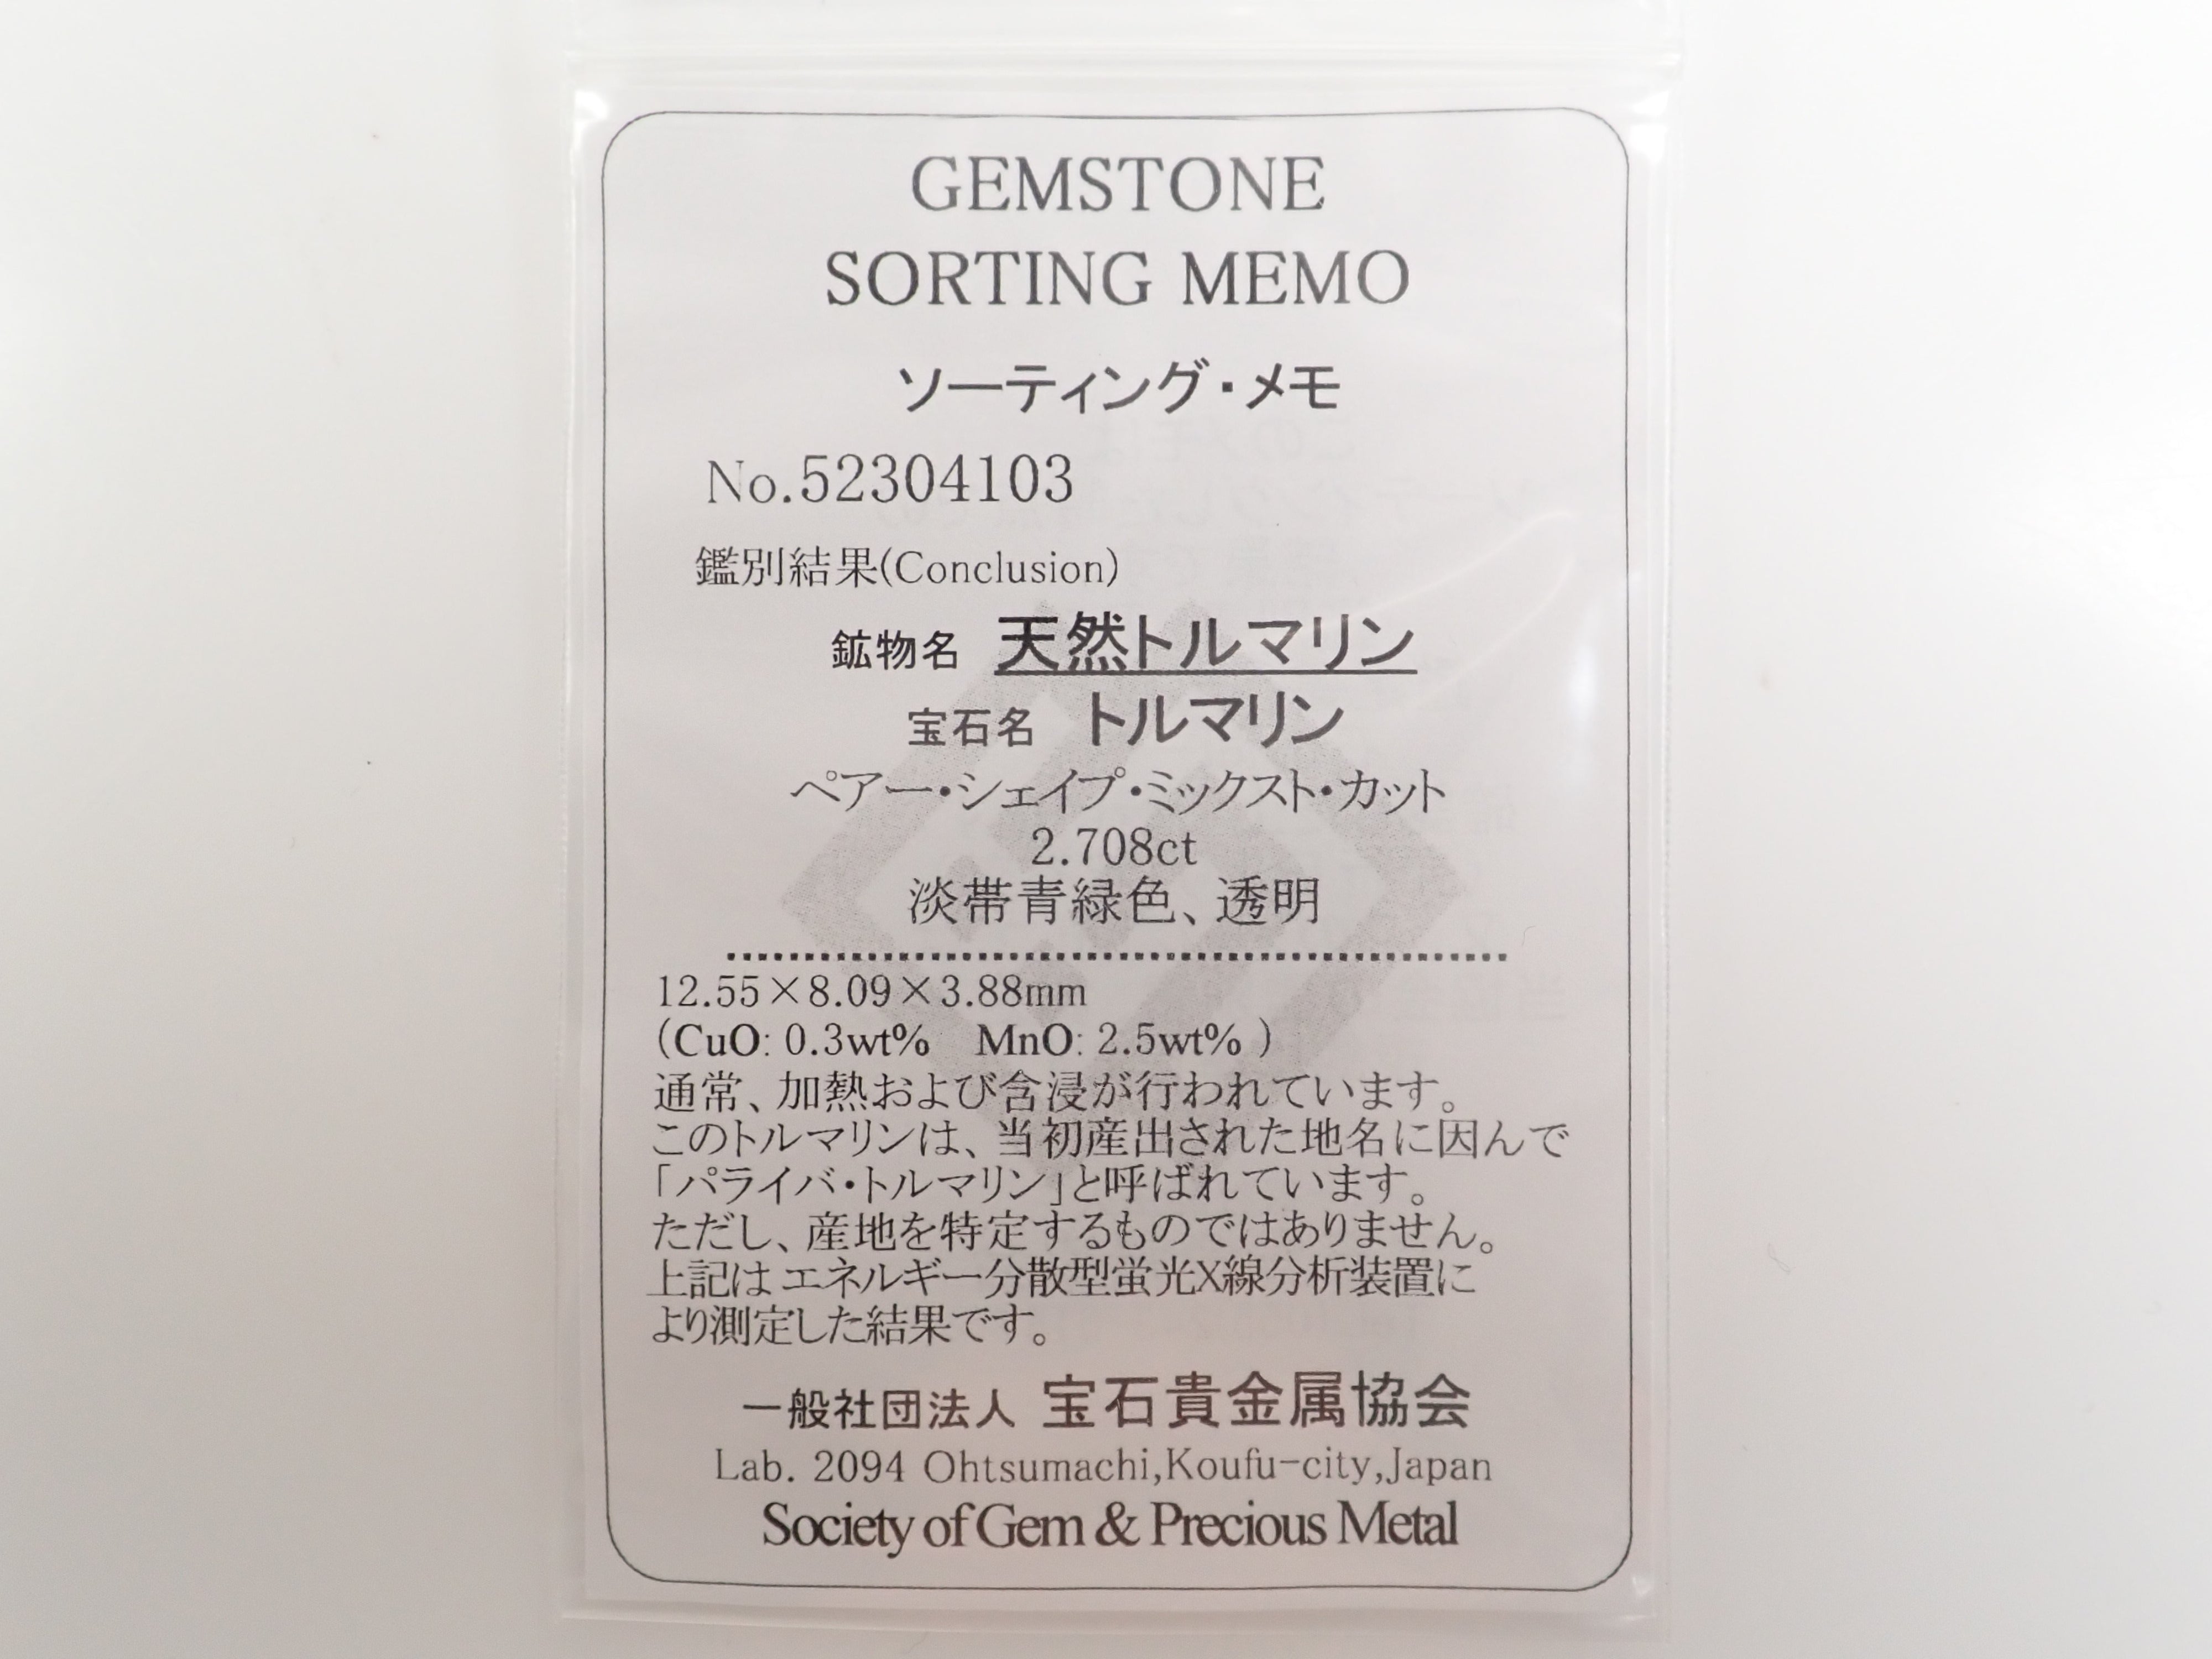 GEMSTONE
SORTING MEMO
ソーティング・メモ
No.52304103
鑑別結果(Conclusion)
鉱物名 天然トルマリン
宝石名 トルマリン
ペアー・シェイプ・ミックスト・カット
2.708ct
淡帯青緑色、透明
12.55×8.09×3.88mm
(CuO: 0.3wt% MnO: 2.5wt% )
通常、加熱および含浸が行われています。
このトルマリンは、当初産出された地名に因んで
「パライバ・トルマリン」と呼ばれています。
ただし、産地を特定するものではありません。
上記はエネルギー分散型蛍光X線分析装置に
より測定した結果です。
一般社団法人 宝石貴金属協会
Lab. 2094 Ohtsumachi,Koufu-city,Japan
Society of Gem & Precious Metal